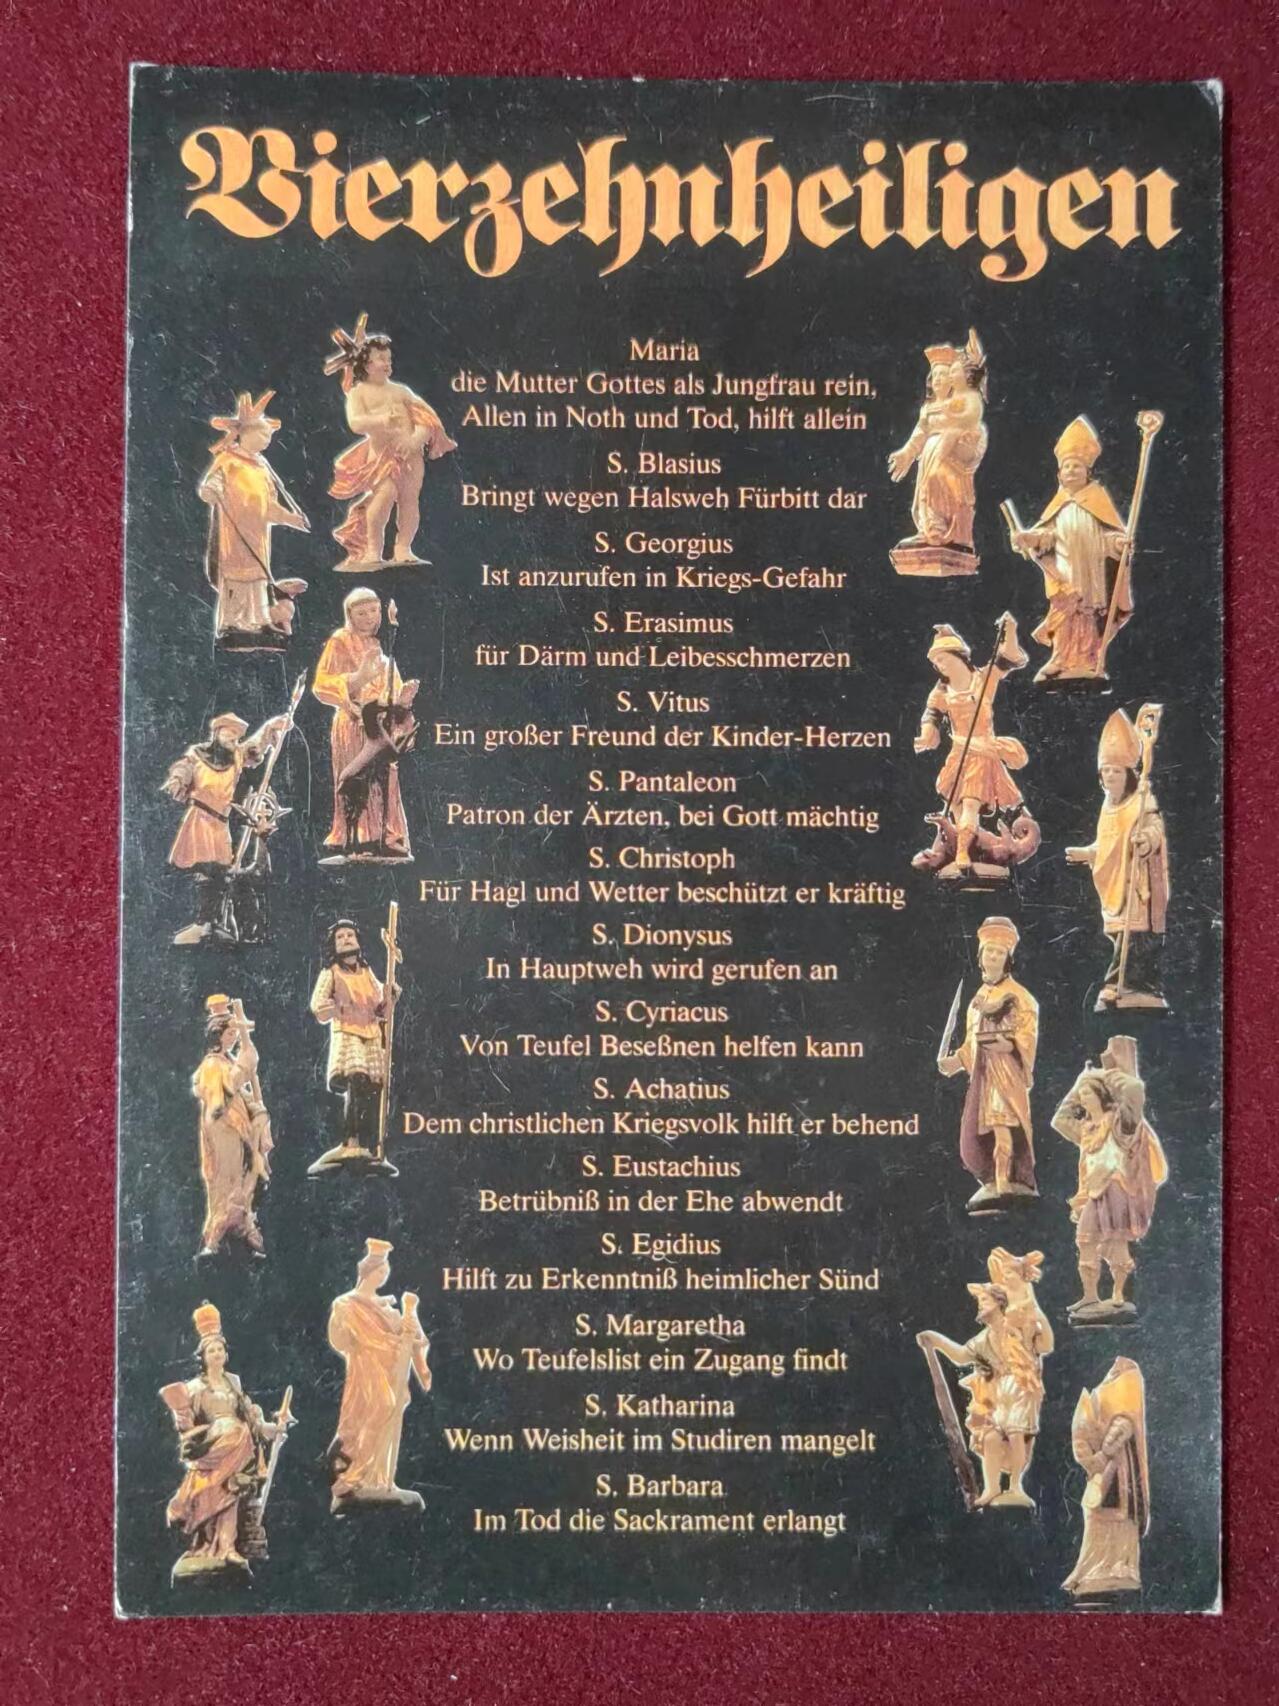 Vierzehnheiligen
Maria
die Mutter Gottes als Jungfrau rein,
Allen in Noth und Tod, hilft allein
S. Blasius
Bringt wegen Halsweh Fürbitt dar
S. Georgius
Ist anzurufen in Kriegs-Gefahr
S. Erasimus
für Därm und Leibesschmerzen
S. Vitus
Ein großer Freund der Kinder-Herzen
S. Pantaleon
Patron der Ärzten, bei Gott mächtig
S. Christoph
Für Hagl und Wetter beschützt er kräftig
S. Dionysus
In Hauptweh wird gerufen an
S. Cyriacus
Von Teufel Beseßnen helfen kann
S. Achatius
Dem christlichen Kriegsvolk hilft er behend
S. Eustachius
Betrübniß in der Ehe abwendt
S. Egidius
Hilft zu Erkenntniß heimlicher Sünd
S. Margaretha
Wo Teufelslist ein Zugang findt
S. Katharina
Wenn Weisheit im Studiren mangelt
S. Barbara
Im Tod die Sackrament erlangt